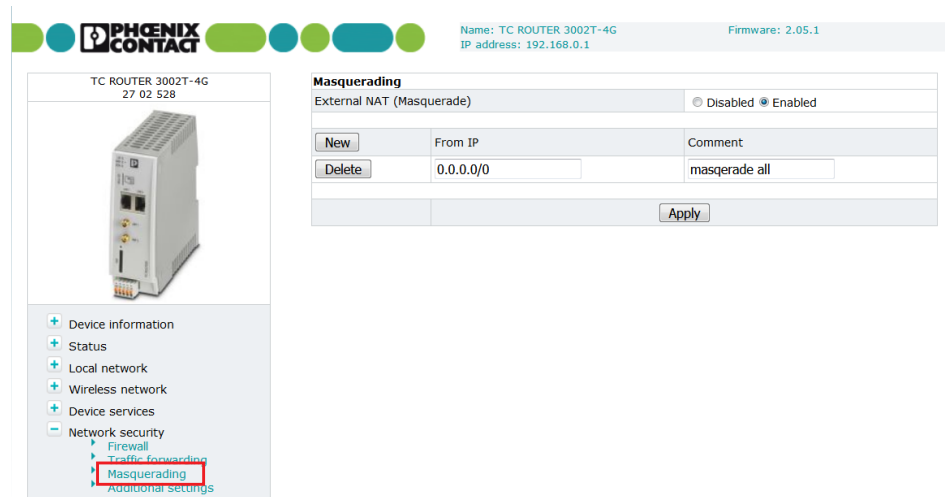 PHŒNIX
CONTACT
Name: TC ROUTER 3002T-4G
IP address: 192.168.0.1
Firmware: 2.05.1
TC ROUTER 3002T-4G
27 02 528
Device information
Status
Local network
Wireless network
Device services
Network security
Firewall
Traffic forwarding
Masquerading
Additional settings
Masquerading
External NAT (Masquerade)
Disabled Enabled
New From IP Comment
Delete 0.0.0.0/0 masqerade all
Apply